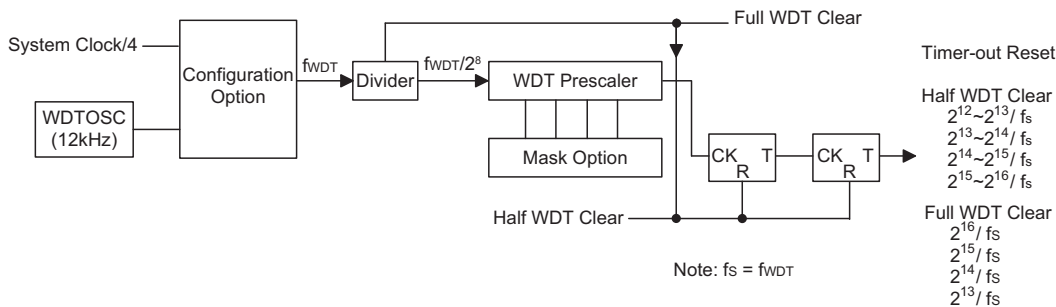 Full WDT Clear
System Clock/4
Timer-out Reset
Configuration
Option
fWDT
Divider
fWDT/2⁸
WDT Prescaler
WDTOSC
(12kHz)
Mask Option
CK T
R
CK T
R
Half WDT Clear
2¹²~2¹³/ fS
2¹³~2¹⁴/ fS
2¹⁴~2¹⁵/ fS
2¹⁵~2¹⁶/ fS
Half WDT Clear
Full WDT Clear
2¹⁶/ fS
2¹⁵/ fS
2¹⁴/ fS
2¹³/ fS
Note: fS = fWDT